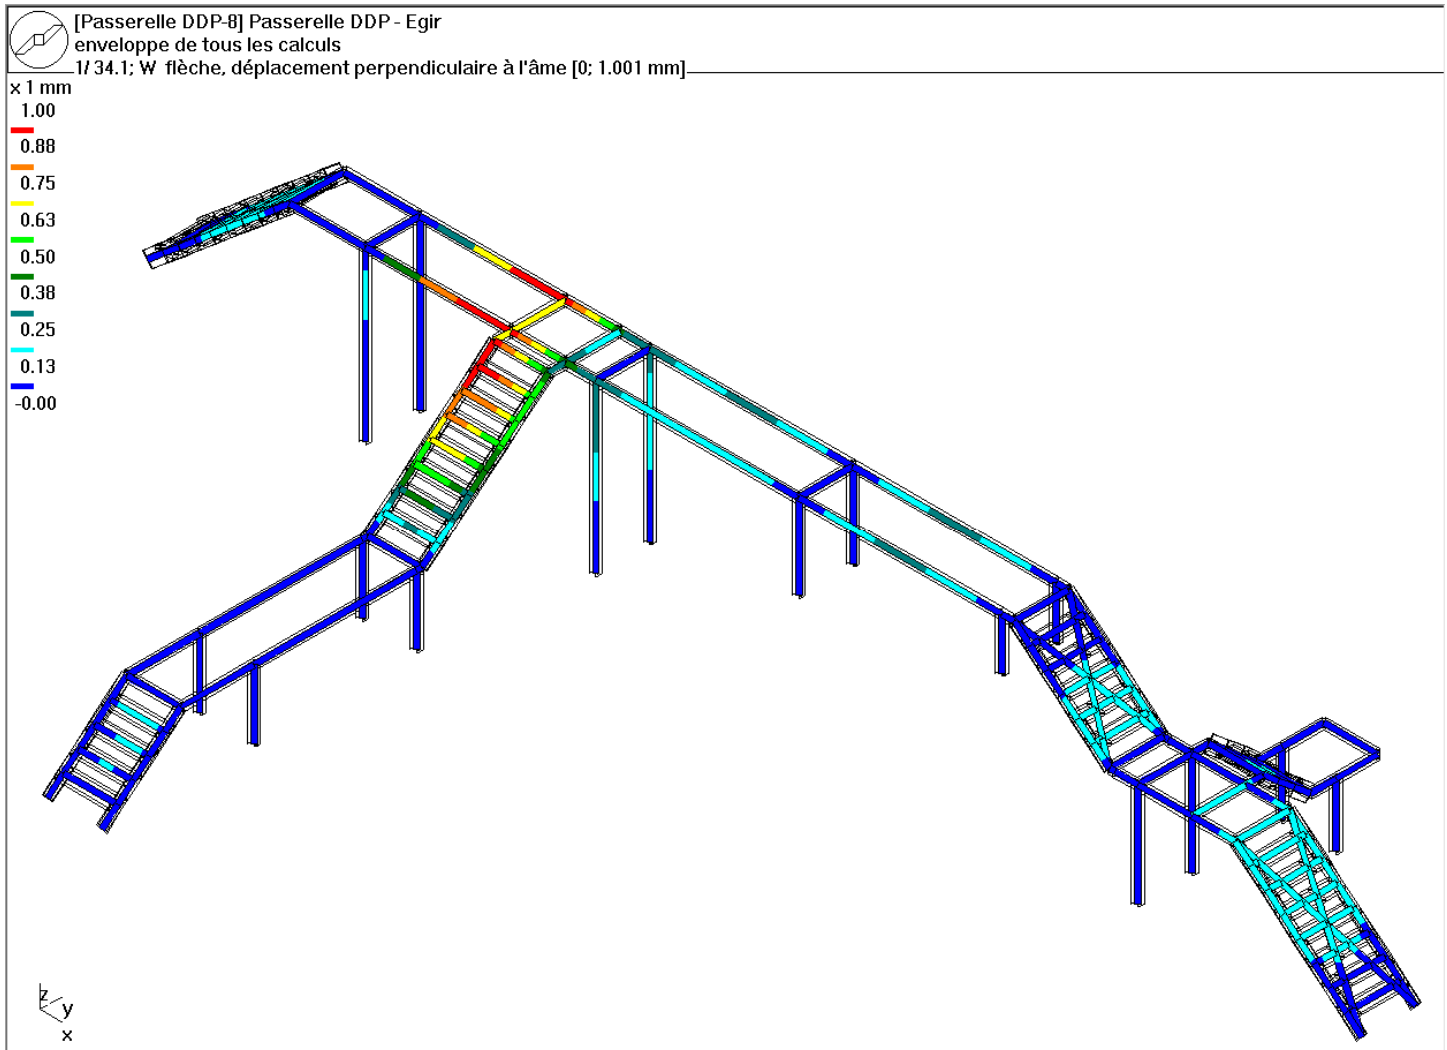 [Passerelle DDP-8] Passerelle DDP - Egir
enveloppe de tous les calculs
1/ 34.1; W flèche, déplacement perpendiculaire à l'âme [0; 1.001 mm]
x 1 mm
1.00
0.88
0.75
0.63
0.50
0.38
0.25
0.13
-0.00
z
y
x